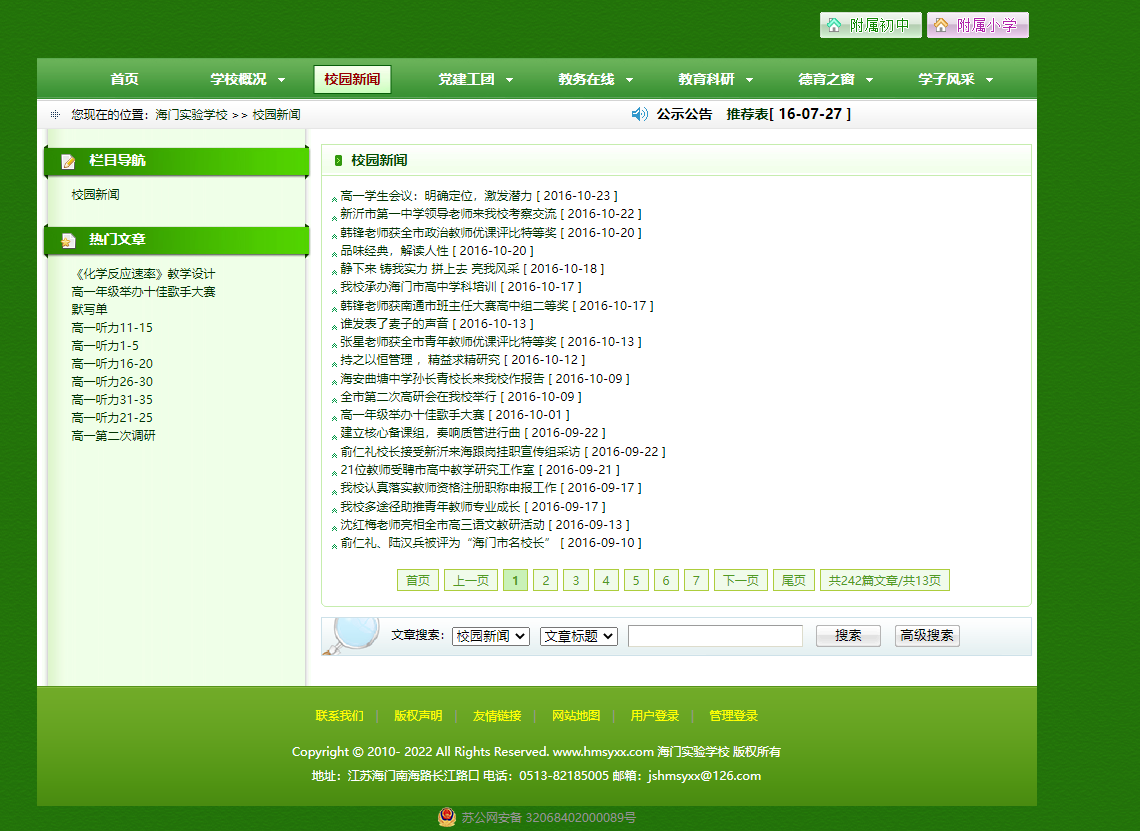 附属初中 附属小学
首页 学校概况 校园新闻 党建工团 教务在线 教育科研 德育之窗 学子风采
您现在的位置：海门实验学校 >> 校园新闻 公示公告 推荐表[ 16-07-27 ]
栏目导航
校园新闻
热门文章
《化学反应速率》教学设计
高一年级举办十佳歌手大赛
默写单
高一听力11-15
高一听力1-5
高一听力16-20
高一听力26-30
高一听力31-35
高一听力21-25
高一第二次调研
校园新闻
高一学生会议：明确定位，激发潜力 [ 2016-10-23 ]
新沂市第一中学领导老师来我校考察交流 [ 2016-10-22 ]
韩锋老师获全市政治教师优课评比特等奖 [ 2016-10-20 ]
品味经典，解读人性 [ 2016-10-20 ]
静下来 铸我实力 拼上去 亮我风采 [ 2016-10-18 ]
我校承办海门市高中学科培训 [ 2016-10-17 ]
韩锋老师获南通市班主任大赛高中组二等奖 [ 2016-10-17 ]
谁发表了麦子的声音 [ 2016-10-13 ]
张星老师获全市青年教师优课评比特等奖 [ 2016-10-13 ]
持之以恒管理 ，精益求精研究 [ 2016-10-12 ]
海安曲塘中学孙长青校长来我校作报告 [ 2016-10-09 ]
全市第二次高研会在我校举行 [ 2016-10-09 ]
高一年级举办十佳歌手大赛 [ 2016-10-01 ]
建立核心备课组，奏响质管进行曲 [ 2016-09-22 ]
俞仁礼校长接受新沂来海跟岗挂职宣传组采访 [ 2016-09-22 ]
21位教师受聘市高中教学研究工作室 [ 2016-09-21 ]
我校认真落实教师资格注册职称申报工作 [ 2016-09-17 ]
我校多途径助推青年教师专业成长 [ 2016-09-17 ]
沈红梅老师亮相全市高三语文教研活动 [ 2016-09-13 ]
俞仁礼、陆汉兵被评为“海门市名校长” [ 2016-09-10 ]
首页 上一页 1 2 3 4 5 6 7 下一页 尾页 共242篇文章/共13页
文章搜索： 校园新闻 文章标题 搜索 高级搜索
联系我们 | 版权声明 | 友情链接 | 网站地图 | 用户登录 | 管理登录
Copyright © 2010- 2022 All Rights Reserved. www.hmsyxx.com 海门实验学校 版权所有
地址：江苏海门南海路长江路口 电话：0513-82185005 邮箱：jshmsyxx@126.com
苏公网安备 32068402000089号